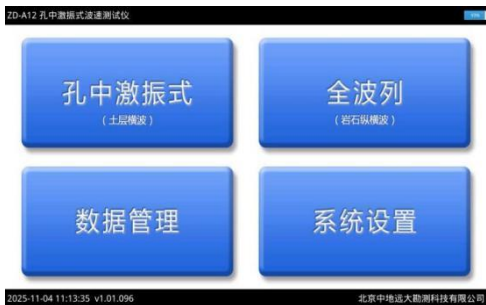 ZD-A12 孔中激振式波速测试仪
孔中激振式
（土层横波）
全波列
（岩石纵横波）
数据管理
系统设置
2025-11-04 11:13:35 v1.01.096
北京中地远大勘测科技有限公司